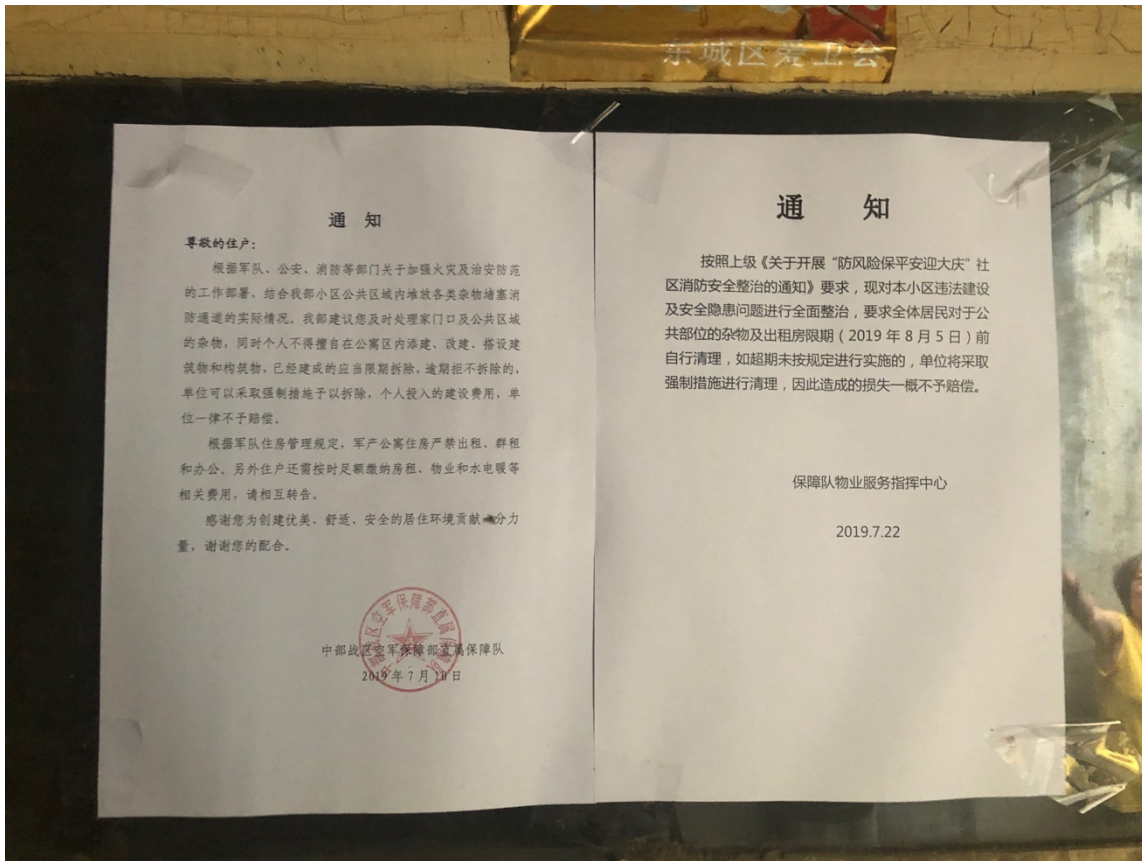 东城区爱卫会
通 知
尊敬的住户：
根据军队、公安、消防等部门关于加强火灾及治安防范
的工作部署，结合我部小区公共区域内堆放各类杂物堵塞消
防通道的实际情况、我部建议您及时处理家门口及公共区域
的杂物，同时个人不得擅自在公寓区内添建、改建、搭设建
筑物和构筑物，已经建成的应当限期拆除，逾期拒不拆除的，
单位可以采取强制措施予以拆除，个人投入的建设费用，单
位一律不予赔偿。
根据军队住房管理规定，军产公寓住房严禁出租、群租
和办公。另外住户还需按时足额缴纳房租、物业和水电暖等
相关费用，请相互转告。
感谢您为创建优美、舒适、安全的居住环境贡献一分力
量，谢谢您的配合。
中部战区空军保障部直属保障队
2019年7月10日
通 知
按照上级《关于开展“防风险保平安迎大庆”社
区消防安全整治的通知》要求，现对本小区违法建设
及安全隐患问题进行全面整治，要求全体居民对于公
共部位的杂物及出租房限期（2019年8月5日）前
自行清理，如超期未按规定进行实施的，单位将采取
强制措施进行清理，因此造成的损失一概不予赔偿。
保障队物业服务指挥中心
2019.7.22